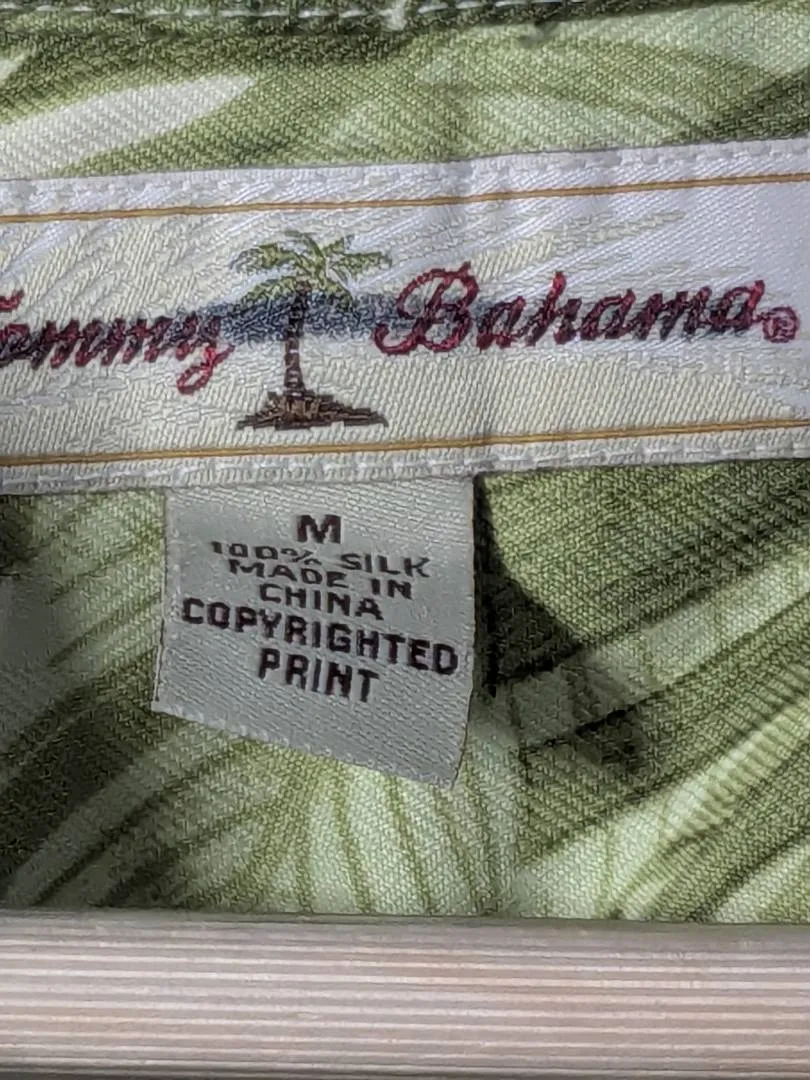 Tommy Bahama®
M
100% SILK
MADE IN
CHINA
COPYRIGHTED
PRINT